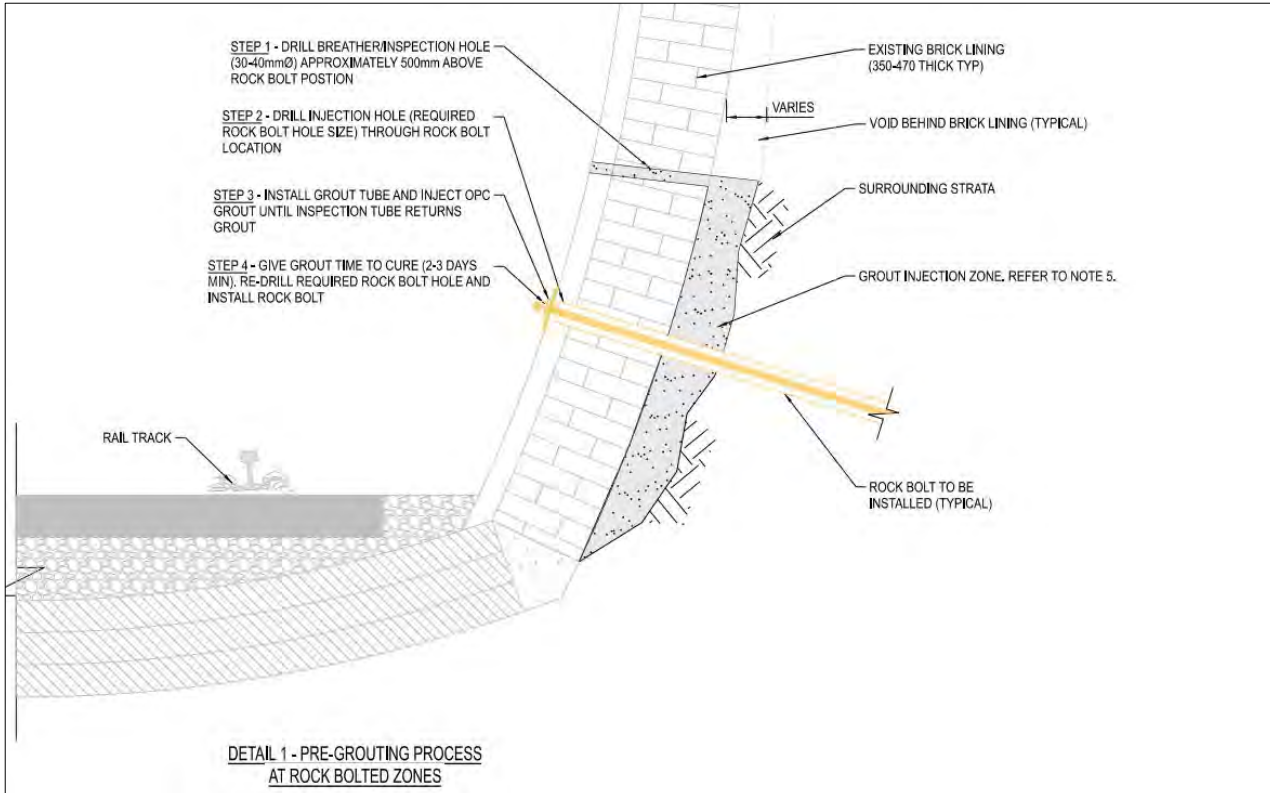 STEP 1 - DRILL BREATHER/INSPECTION HOLE
(30-40mmØ) APPROXIMATELY 500mm ABOVE
ROCK BOLT POSTION
STEP 2 - DRILL INJECTION HOLE (REQUIRED
ROCK BOLT HOLE SIZE) THROUGH ROCK BOLT
LOCATION
STEP 3 - INSTALL GROUT TUBE AND INJECT OPC
GROUT UNTIL INSPECTION TUBE RETURNS
GROUT
STEP 4 - GIVE GROUT TIME TO CURE (2-3 DAYS
MIN). RE-DRILL REQUIRED ROCK BOLT HOLE AND
INSTALL ROCK BOLT
EXISTING BRICK LINING
(350-470 THICK TYP)
VARIES
VOID BEHIND BRICK LINING (TYPICAL)
SURROUNDING STRATA
GROUT INJECTION ZONE. REFER TO NOTE 5.
RAIL TRACK
ROCK BOLT TO BE
INSTALLED (TYPICAL)
DETAIL 1 - PRE-GROUTING PROCESS
AT ROCK BOLTED ZONES